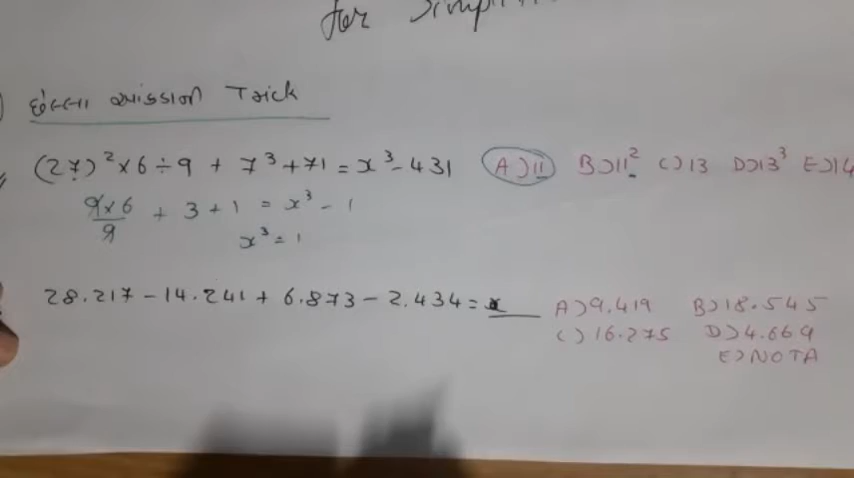 for
) Trick
(27)² × 6 ÷ 9 + 7³ + 71 = x³ - 431 A) 11 B) 11² C) 13 D) 13³ E) 14
9×6/9 + 3 + 1 = x³ - 1
x³ = 1
28.217 - 14.241 + 6.873 - 2.434 = A) 9.419 B) 18.545
C) 16.275 D) 4.669
E) NOTA